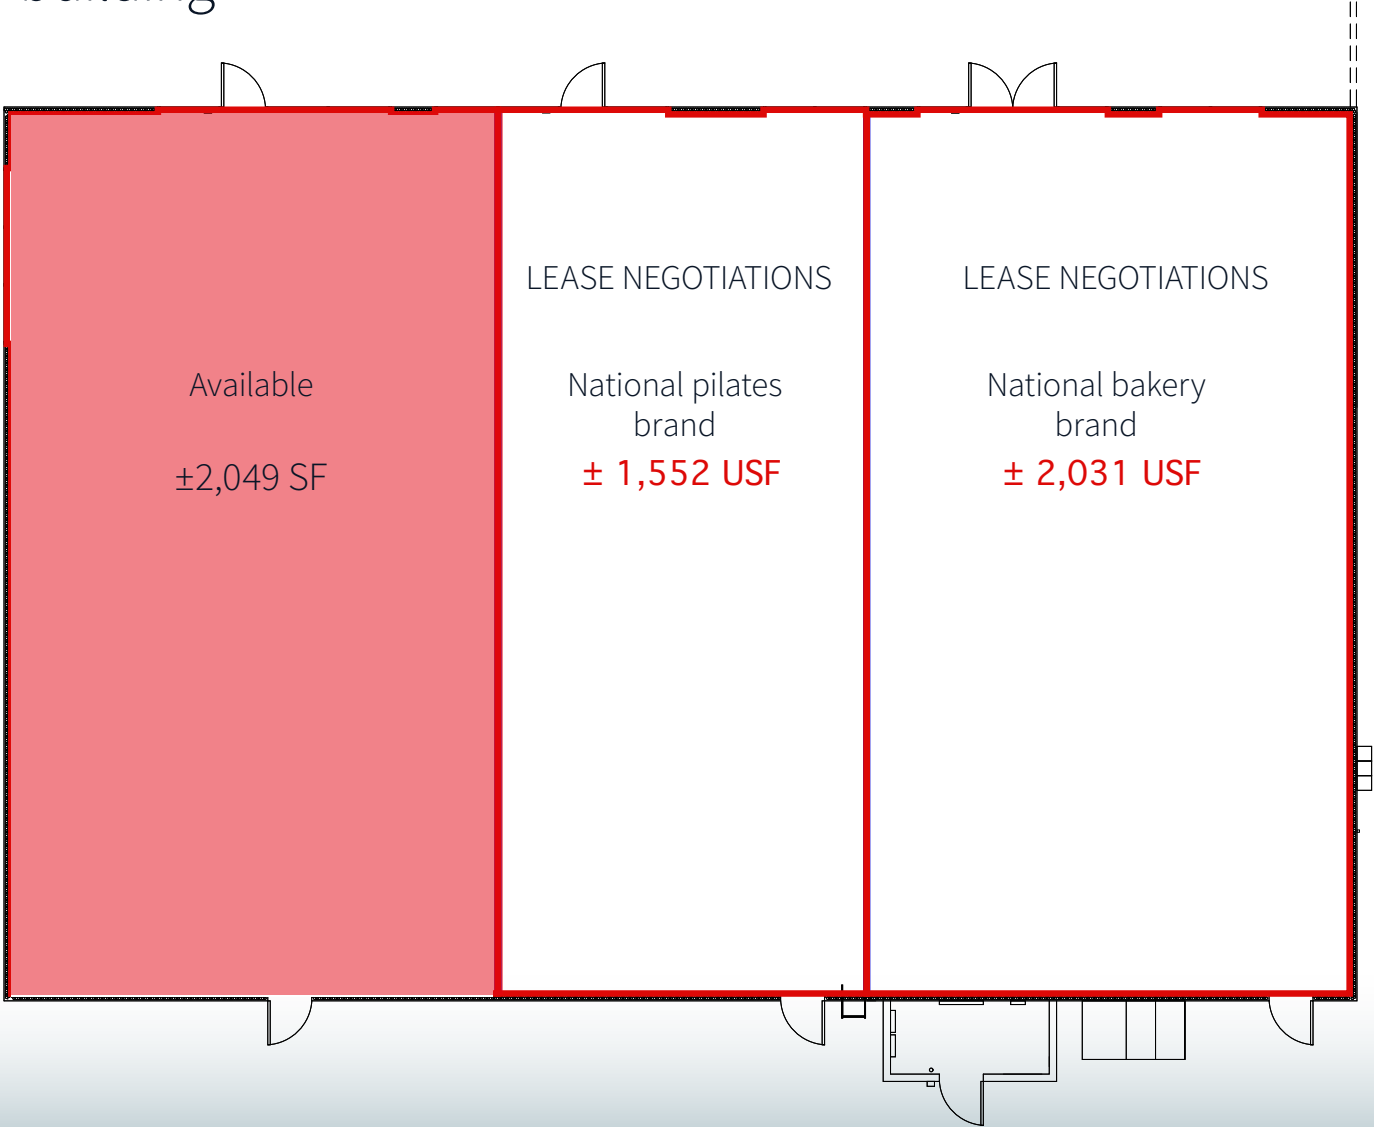 building
LEASE NEGOTIATIONS
LEASE NEGOTIATIONS
Available
National pilates
brand
National bakery
brand
±2,049 SF
± 1,552 USF
± 2,031 USF